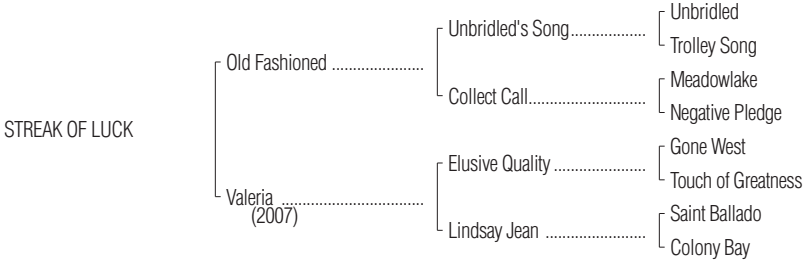 Unbridled
Unbridled's Song....................
Trolley Song
Old Fashioned ........................
Meadowlake
Collect Call................................
Negative Pledge
STREAK OF LUCK
Gone West
Elusive Quality .........................
Touch of Greatness
Valeria .....................................
(2007)
Saint Ballado
Lindsay Jean ...........................
Colony Bay